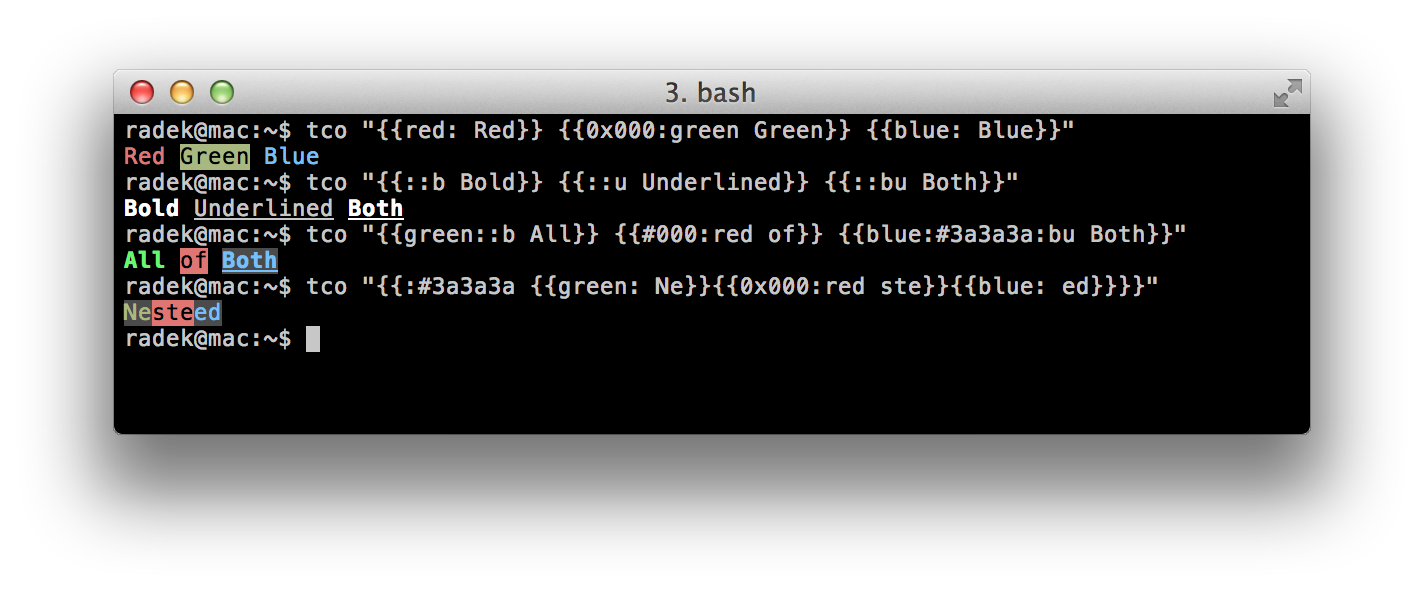 3. bash
radek@mac:~$ tco "{{red: Red}} {{0x000:green Green}} {{blue: Blue}}"
Red Green Blue
radek@mac:~$ tco "{{::b Bold}} {{::u Underlined}} {{::bu Both}}"
Bold Underlined Both
radek@mac:~$ tco "{{green::b All}} {{#000:red of}} {{blue:#3a3a3a:bu Both}}"
All of Both
radek@mac:~$ tco "{{:#3a3a3a {{green: Ne}}{{0x000:red ste}}{{blue: ed}}}}"
Nesteed
radek@mac:~$